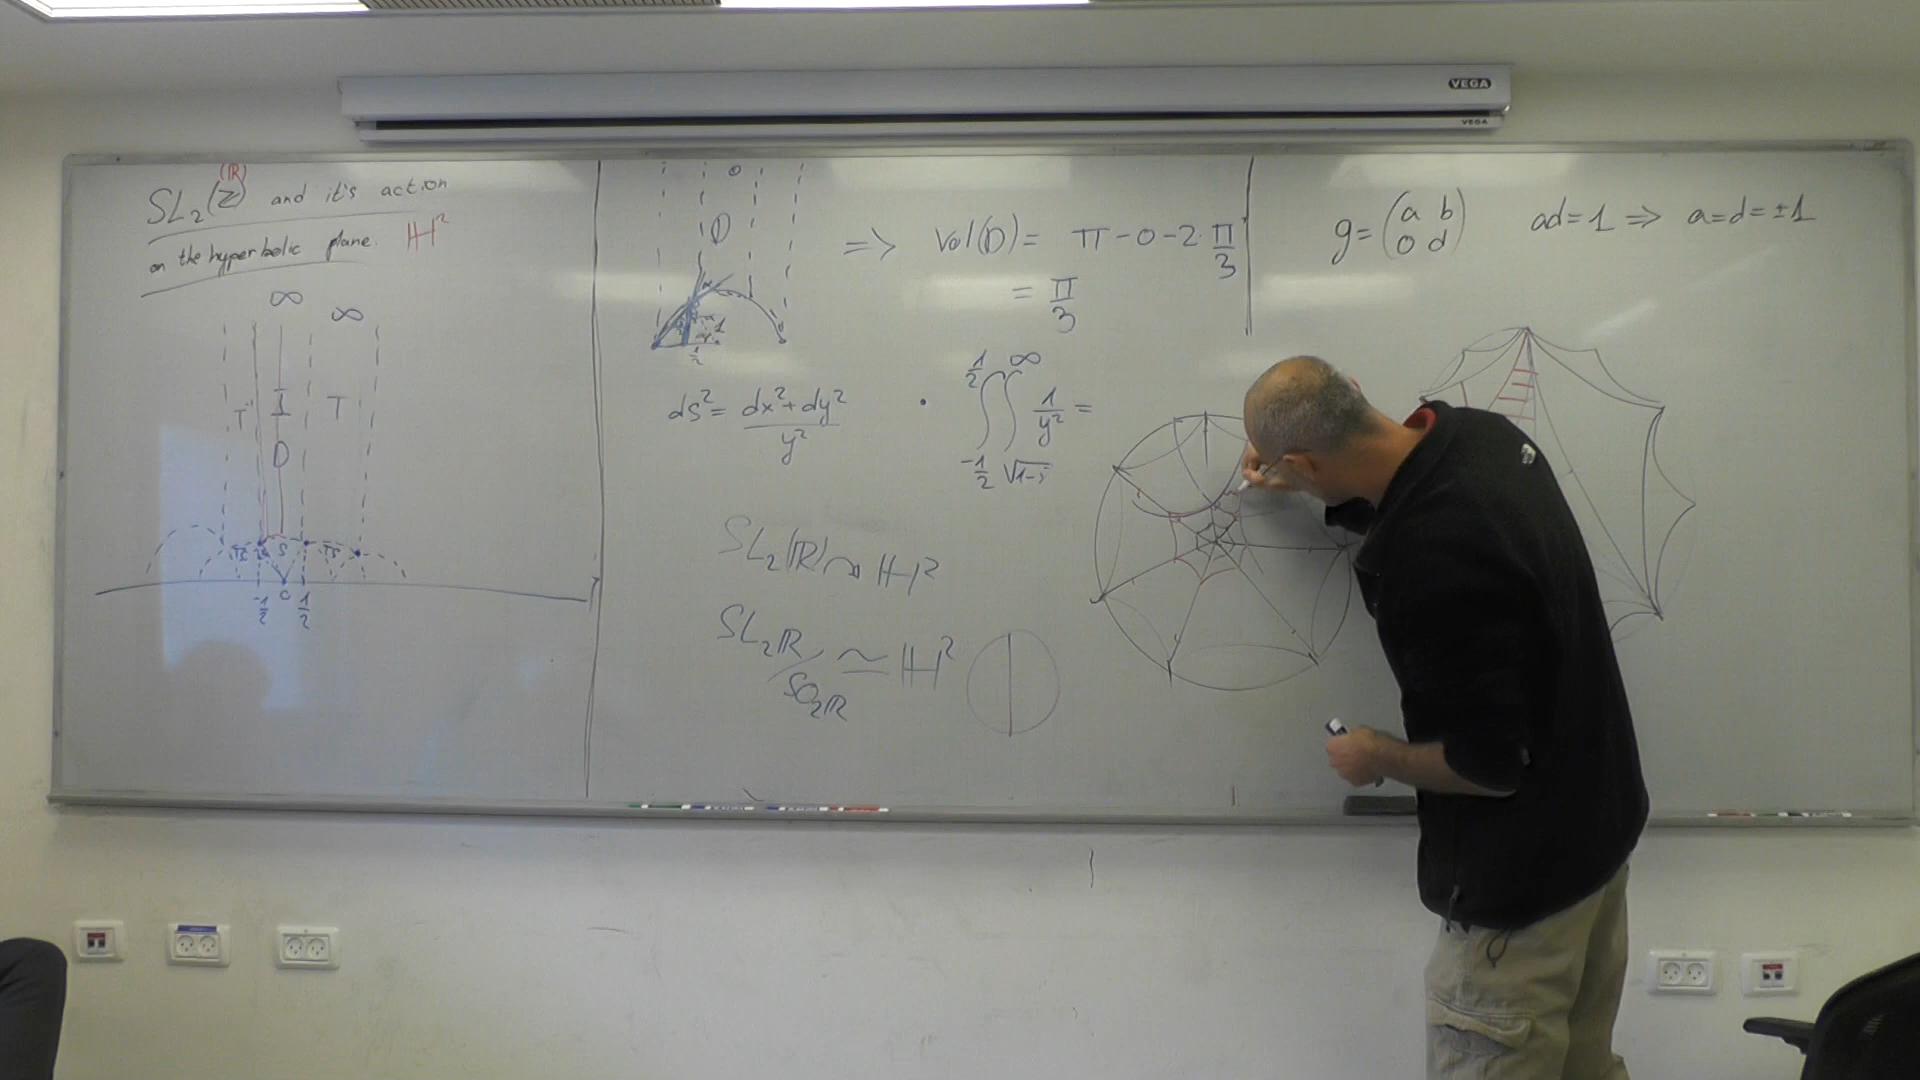 VEGA
VEGA
(ℝ)
SL₂(ℤ) and it's action
on the hyperbolic plane. ℍ²
∞
∞
T⁻¹ I T
D
S
-1/2 0 1/2
D
1/2
=> Vol(D) = π-0-2·π/3
= π/3
ds² = dx²+dy² / y²
∫_{-1/2}^{1/2} ∫_{√1-}^{∞} 1/y² =
SL₂(ℝ) ↷ ℍ²
SL₂ℝ / SO₂ℝ ≃ ℍ²
g = (a b
0 d)
ad=1 => a=d=±1